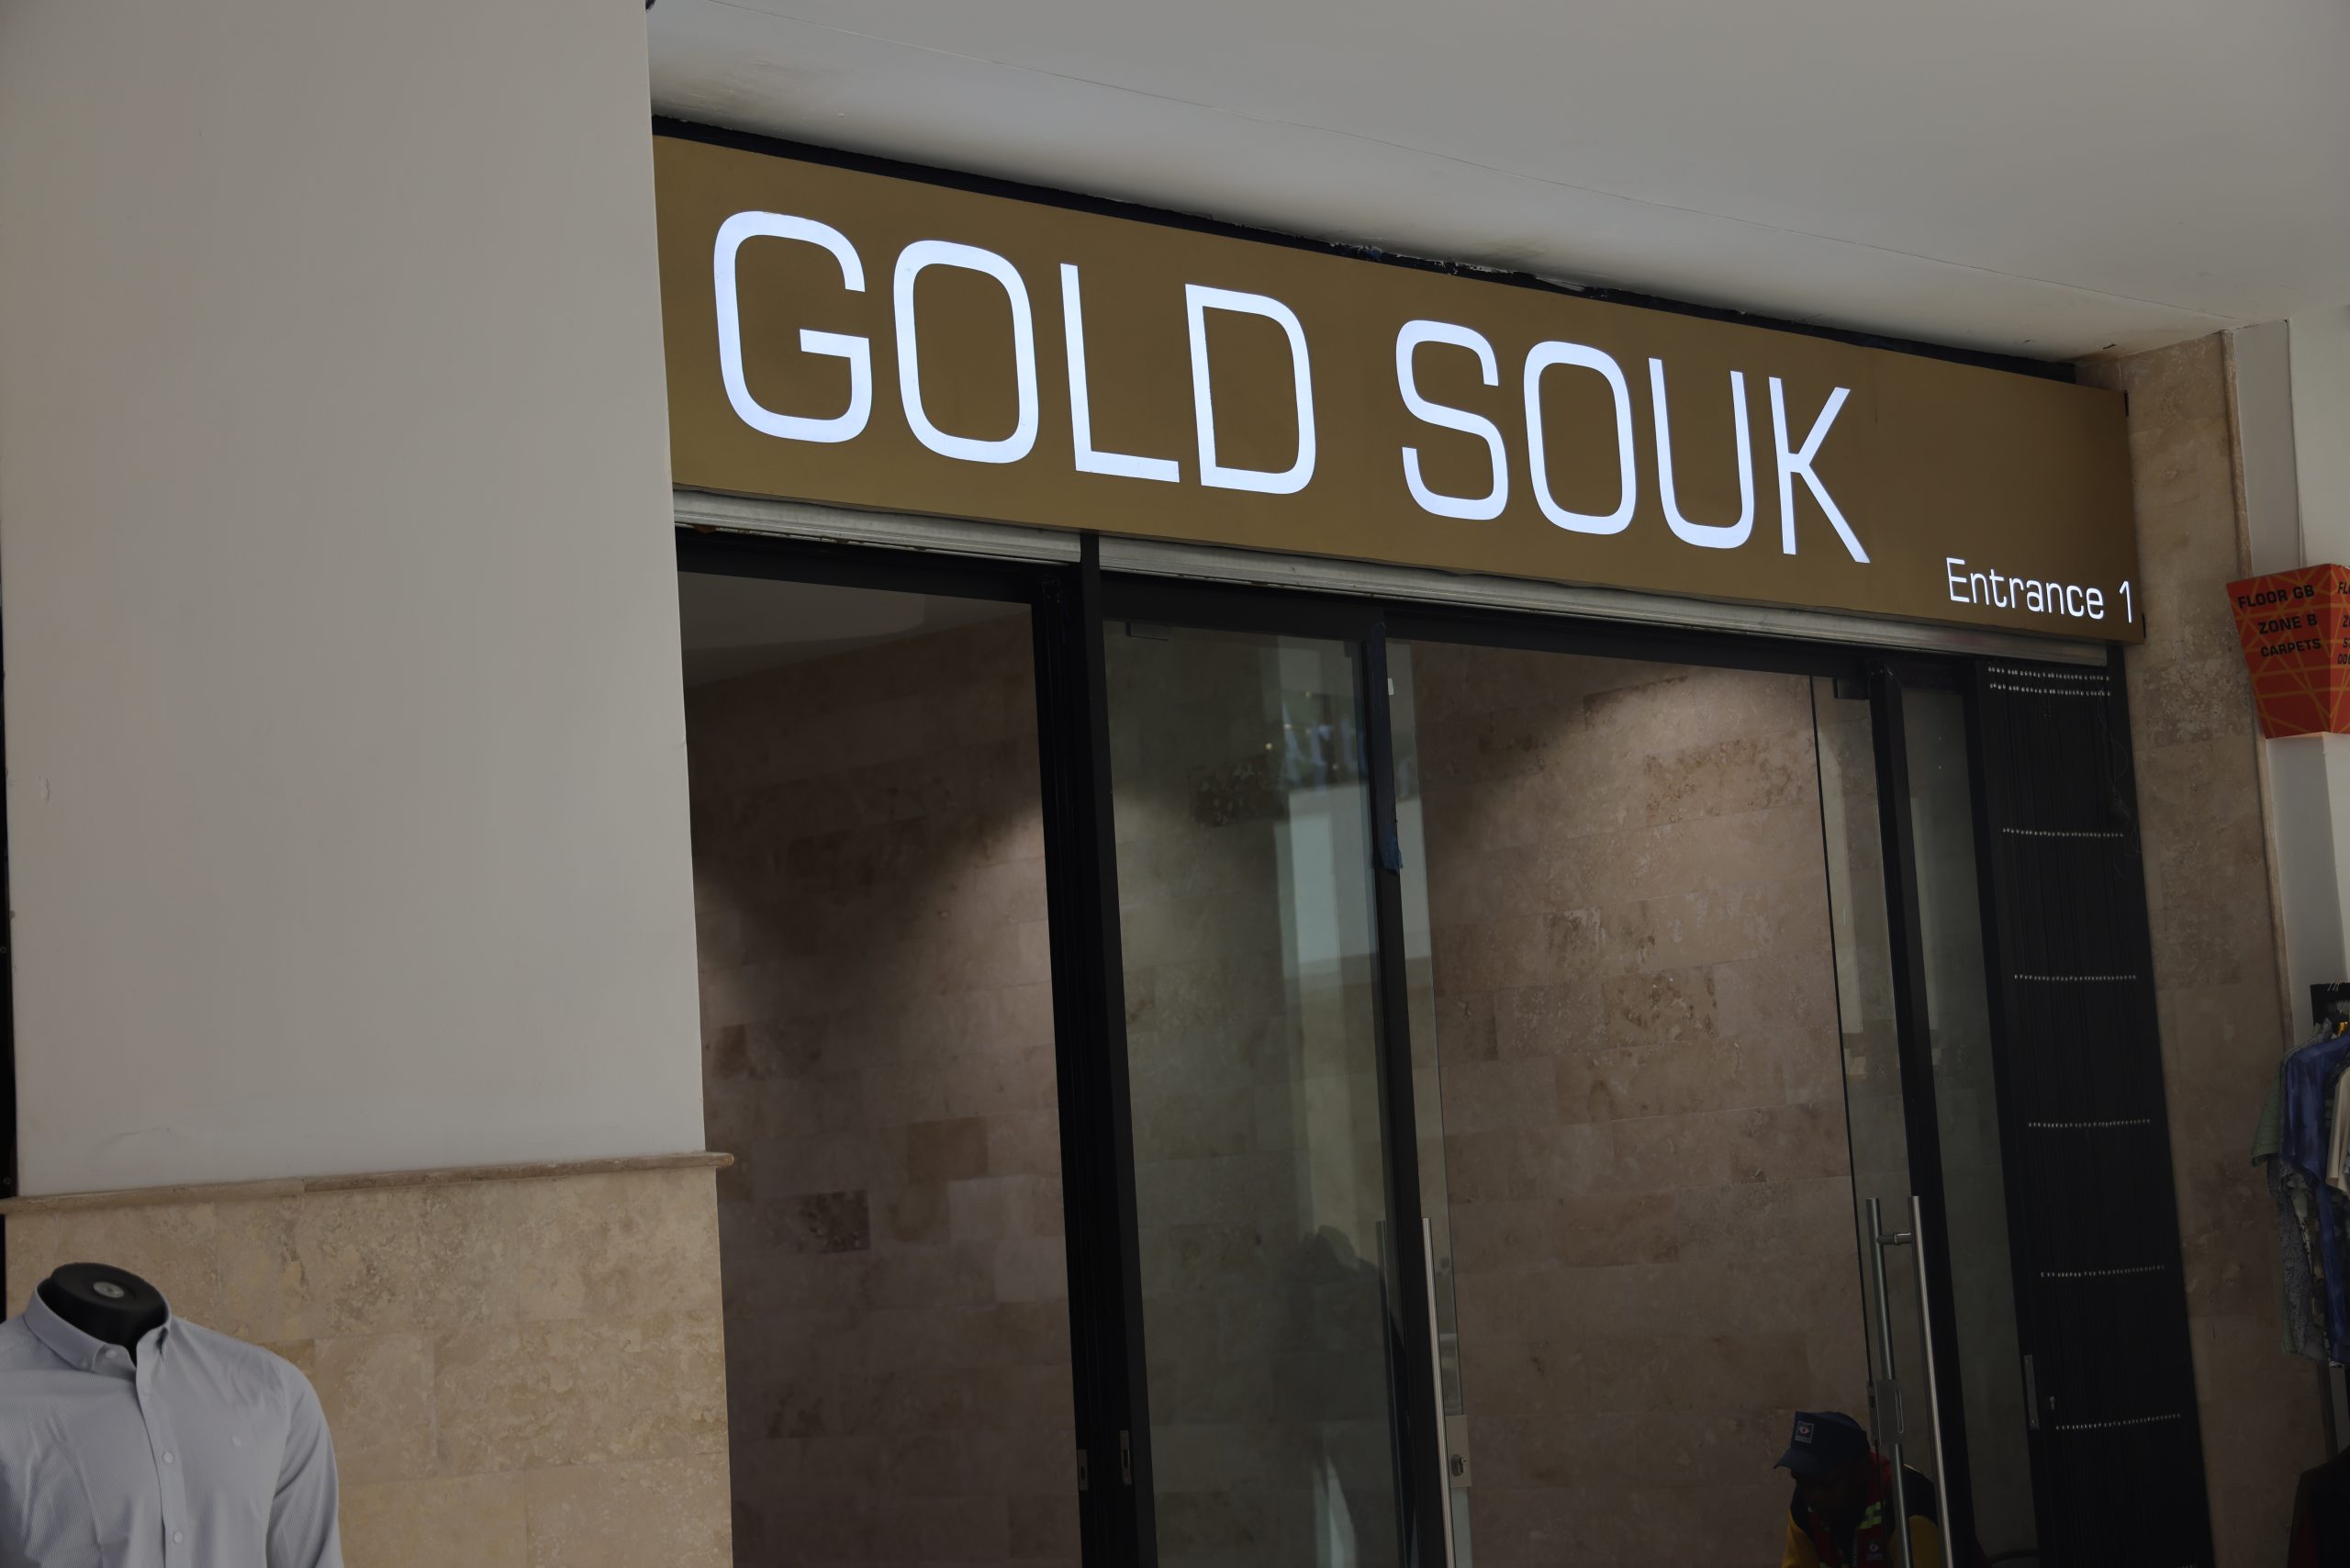 GOLD SOUK
Entrance 1
FLOOR GB
ZONE B
CARPETS